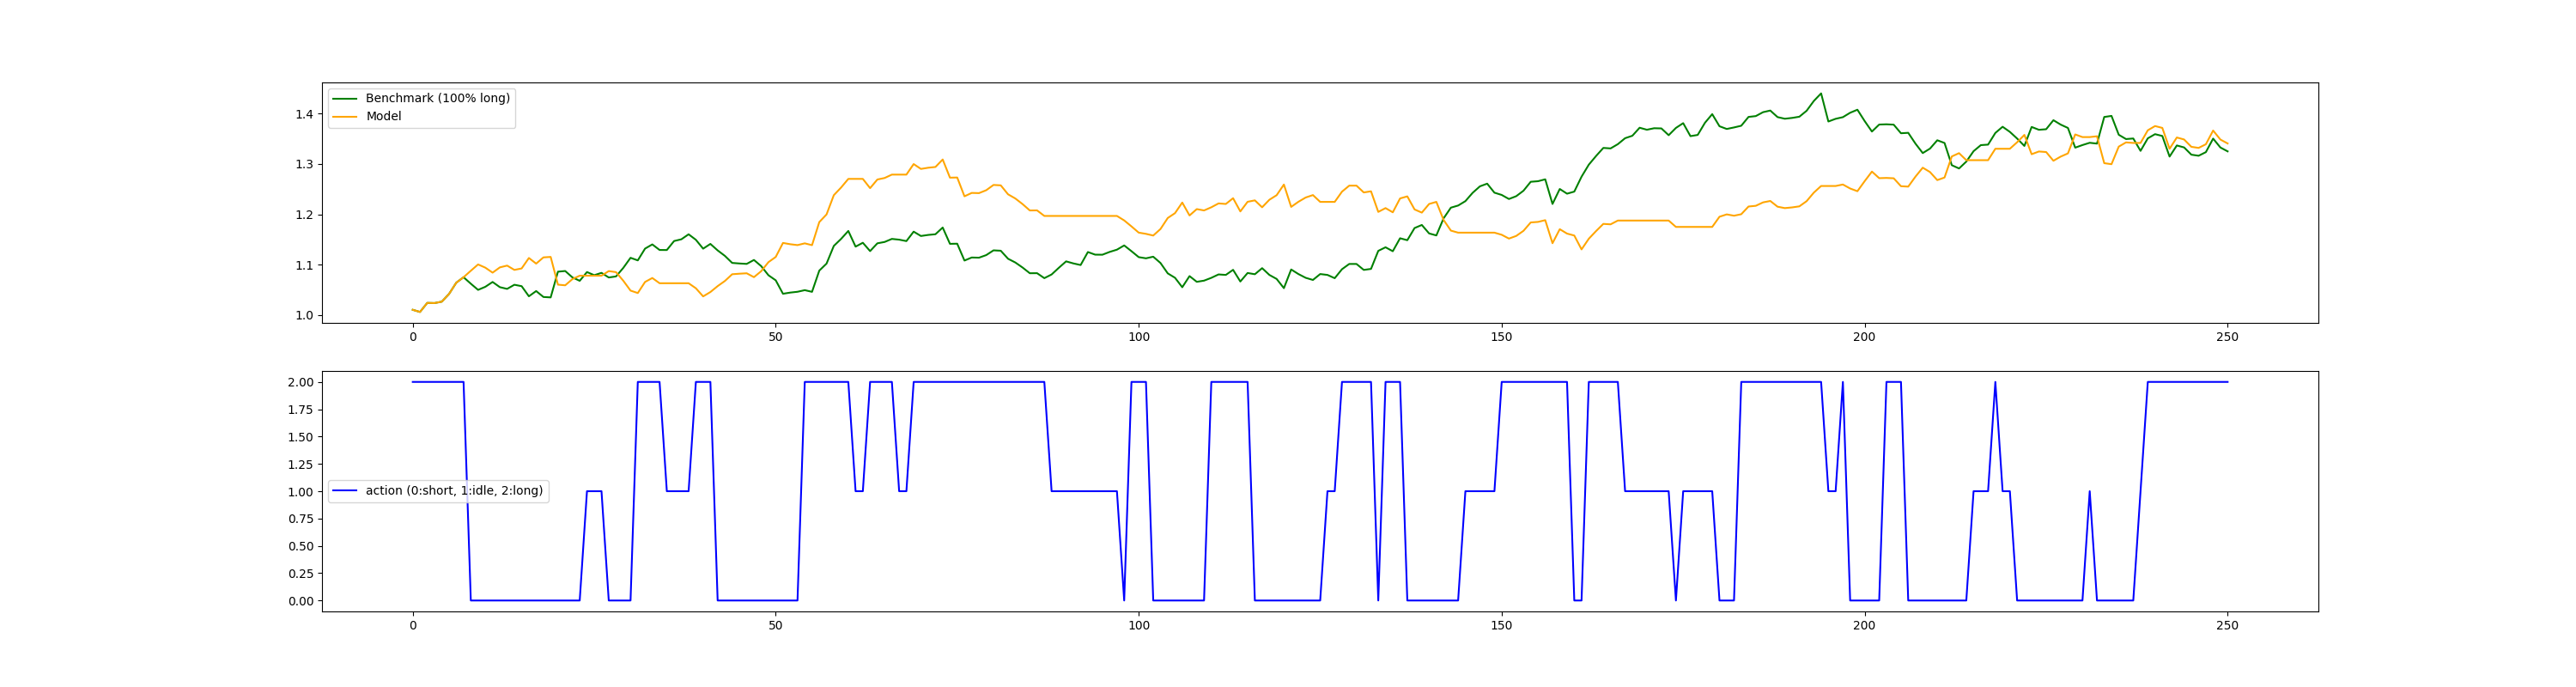 Benchmark (100% long)
Model
1.4
1.3
1.2
1.1
1.0
0 50 100 150 200 250
2.00
1.75
1.50
1.25
1.00
action (0:short, 1:idle, 2:long)
0.75
0.50
0.25
0.00
0 50 100 150 200 250